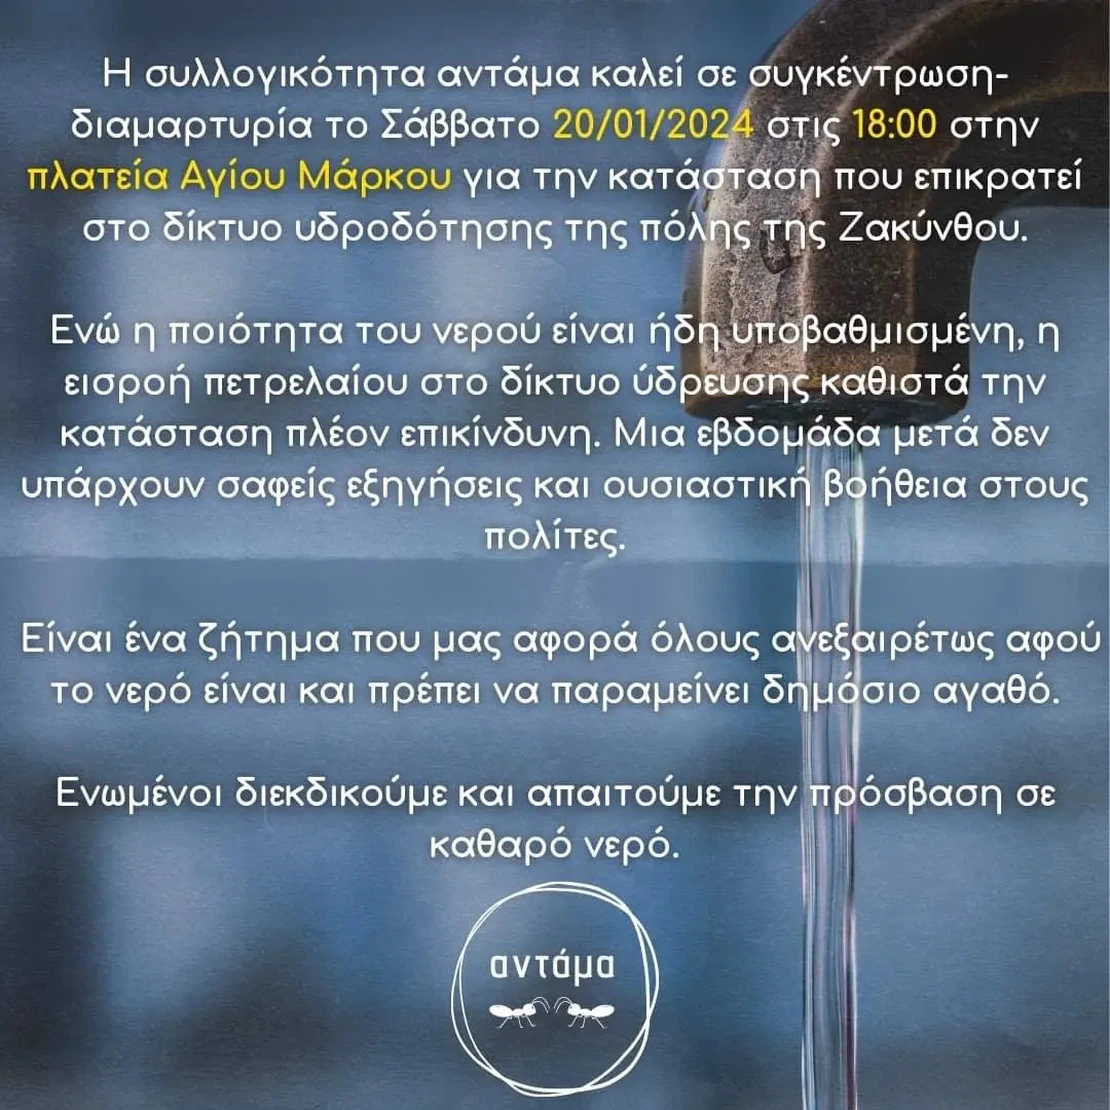 Η συλλογικότητα αντάμα καλεί σε συγκέντρωση-
διαμαρτυρία το Σάββατο 20/01/2024 στις 18:00 στην
πλατεία Αγίου Μάρκου για την κατάσταση που επικρατεί
στο δίκτυο υδροδότησης της πόλης της Ζακύνθου.
Ενώ η ποιότητα του νερού είναι ήδη υποβαθμισμένη, η
εισροή πετρελαίου στο δίκτυο ύδρευσης καθιστά την
κατάσταση πλέον επικίνδυνη. Μια εβδομάδα μετά δεν
υπάρχουν σαφείς εξηγήσεις και ουσιαστική βοήθεια στους
πολίτες.
Είναι ένα ζήτημα που μας αφορά όλους ανεξαιρέτως αφού
το νερό είναι και πρέπει να παραμείνει δημόσιο αγαθό.
Ενωμένοι διεκδικούμε και απαιτούμε την πρόσβαση σε
καθαρό νερό.
αντάμα